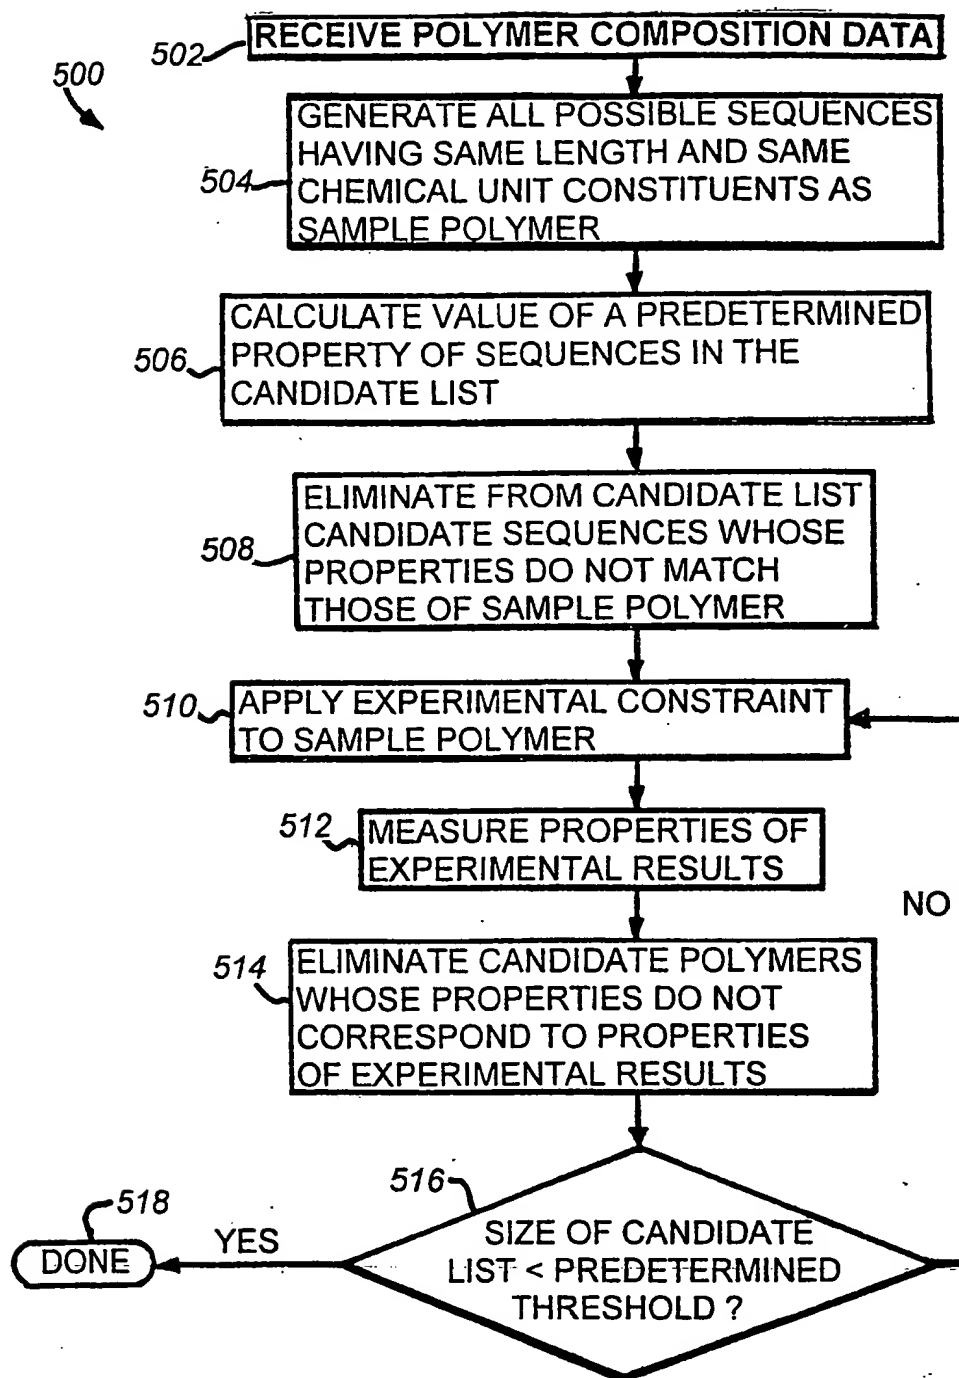 502
RECEIVE POLYMER COMPOSITION DATA
500
504
GENERATE ALL POSSIBLE SEQUENCES
HAVING SAME LENGTH AND SAME
CHEMICAL UNIT CONSTITUENTS AS
SAMPLE POLYMER
506
CALCULATE VALUE OF A PREDETERMINED
PROPERTY OF SEQUENCES IN THE
CANDIDATE LIST
508
ELIMINATE FROM CANDIDATE LIST
CANDIDATE SEQUENCES WHOSE
PROPERTIES DO NOT MATCH
THOSE OF SAMPLE POLYMER
510
APPLY EXPERIMENTAL CONSTRAINT
TO SAMPLE POLYMER
512
MEASURE PROPERTIES OF
EXPERIMENTAL RESULTS
NO
514
ELIMINATE CANDIDATE POLYMERS
WHOSE PROPERTIES DO NOT
CORRESPOND TO PROPERTIES
OF EXPERIMENTAL RESULTS
516
SIZE OF CANDIDATE
LIST < PREDETERMINED
THRESHOLD ?
YES
518
DONE